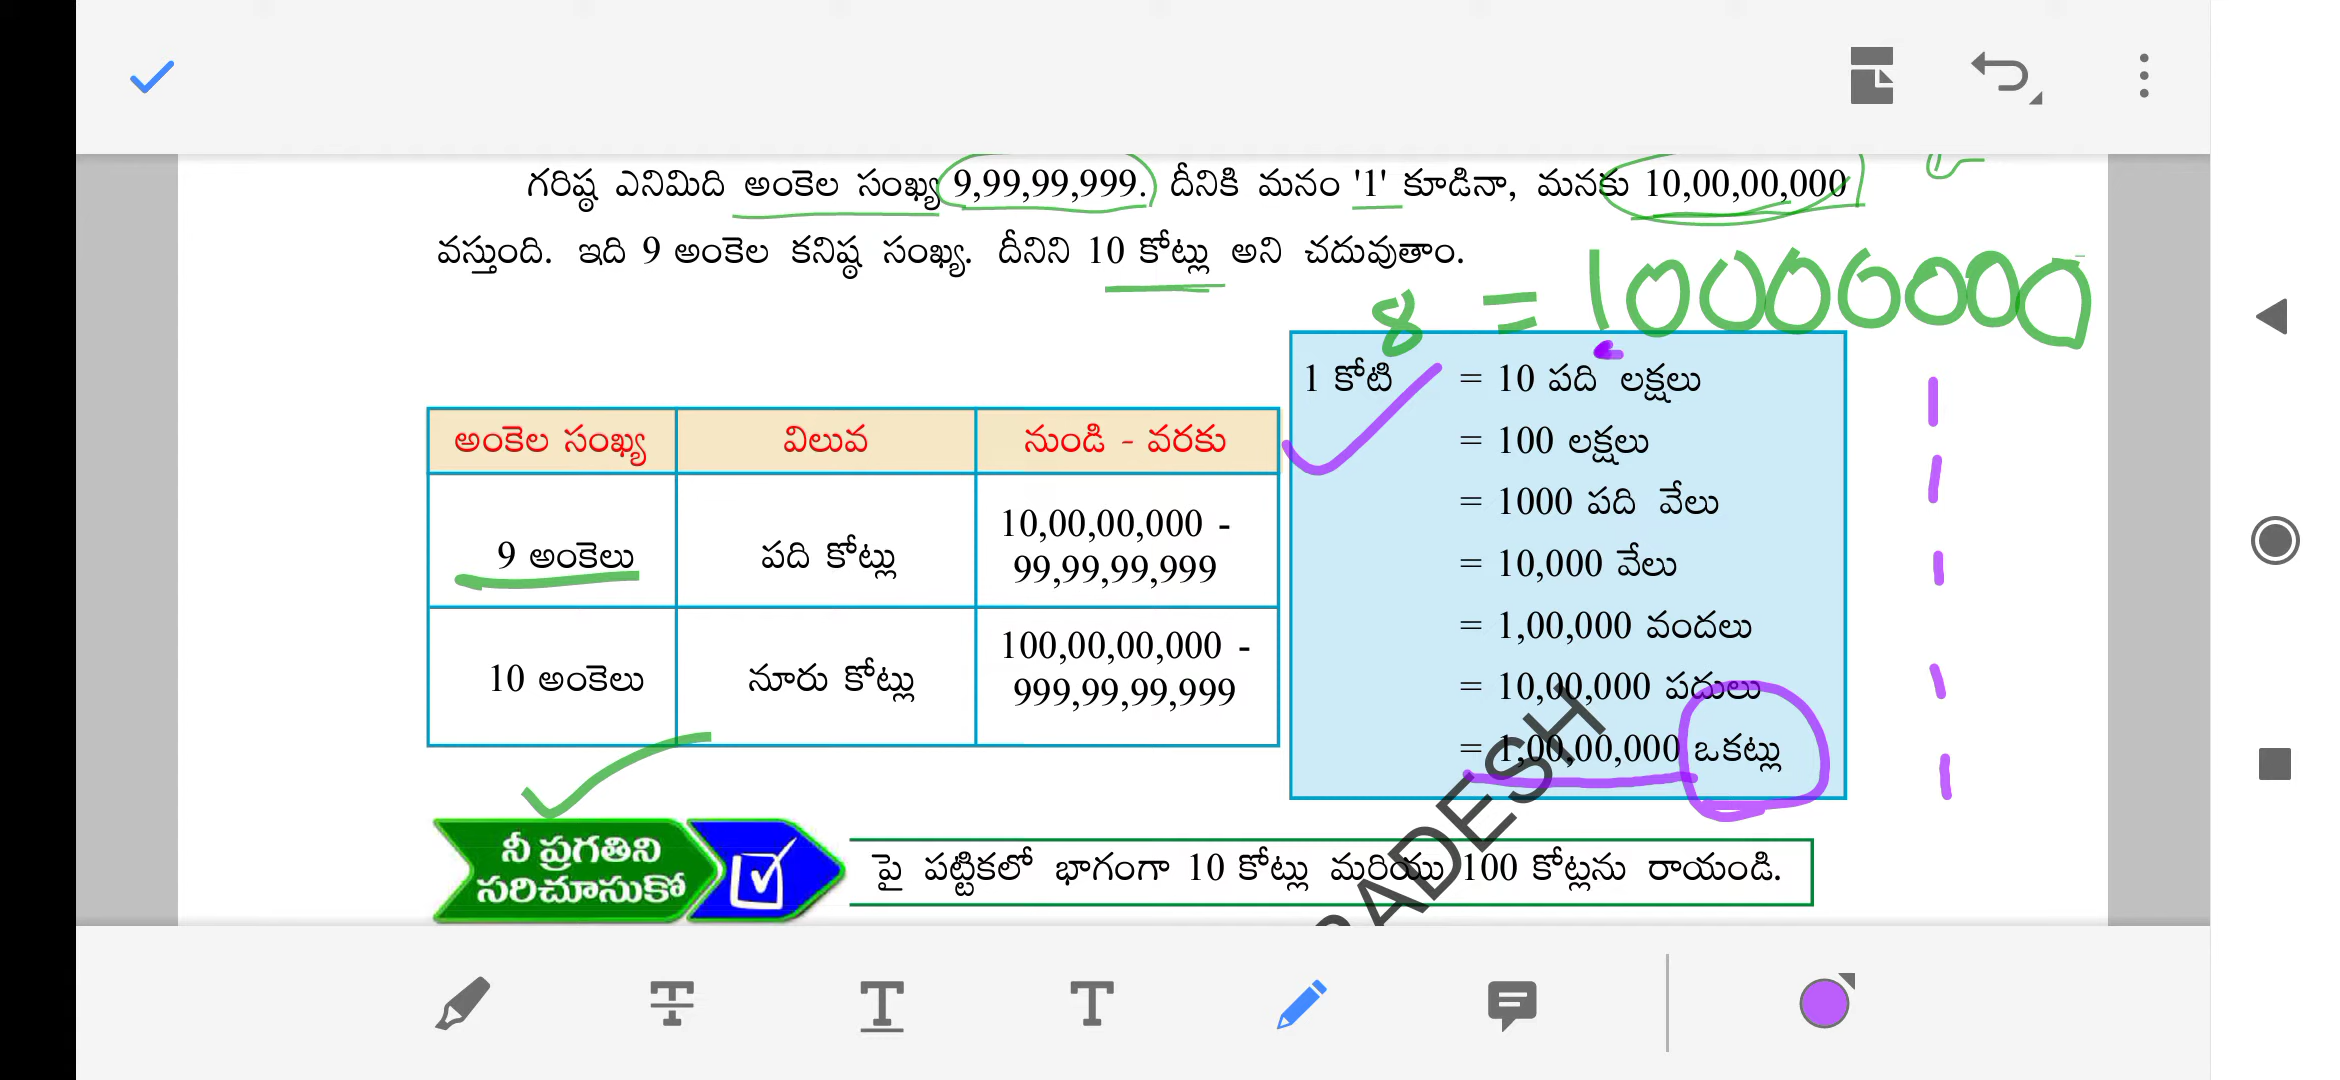 గరిష్ఠ ఎనిమిది అంకెల సంఖ్య 9,99,99,999. దీనికి మనం '1' కూడినా, మనకు 10,00,00,000
వస్తుంది. ఇది 9 అంకెల కనిష్ఠ సంఖ్య. దీనిని 10 కోట్లు అని చదువుతాం.
8 = 10000000
1 కోటి = 10 పది లక్షలు
= 100 లక్షలు
= 1000 పది వేలు
= 10,000 వేలు
= 1,00,000 వందలు
= 10,00,000 పదులు
= 1,00,00,000 ఒకట్లు
అంకెల సంఖ్య విలువ నుండి - వరకు
9 అంకెలు పది కోట్లు 10,00,00,000 -
99,99,99,999
10 అంకెలు నూరు కోట్లు 100,00,00,000 -
999,99,99,999
నీ ప్రగతిని
సరిచూసుకో
పై పట్టికలో భాగంగా 10 కోట్లు మరియు 100 కోట్లను రాయండి.
RADESH